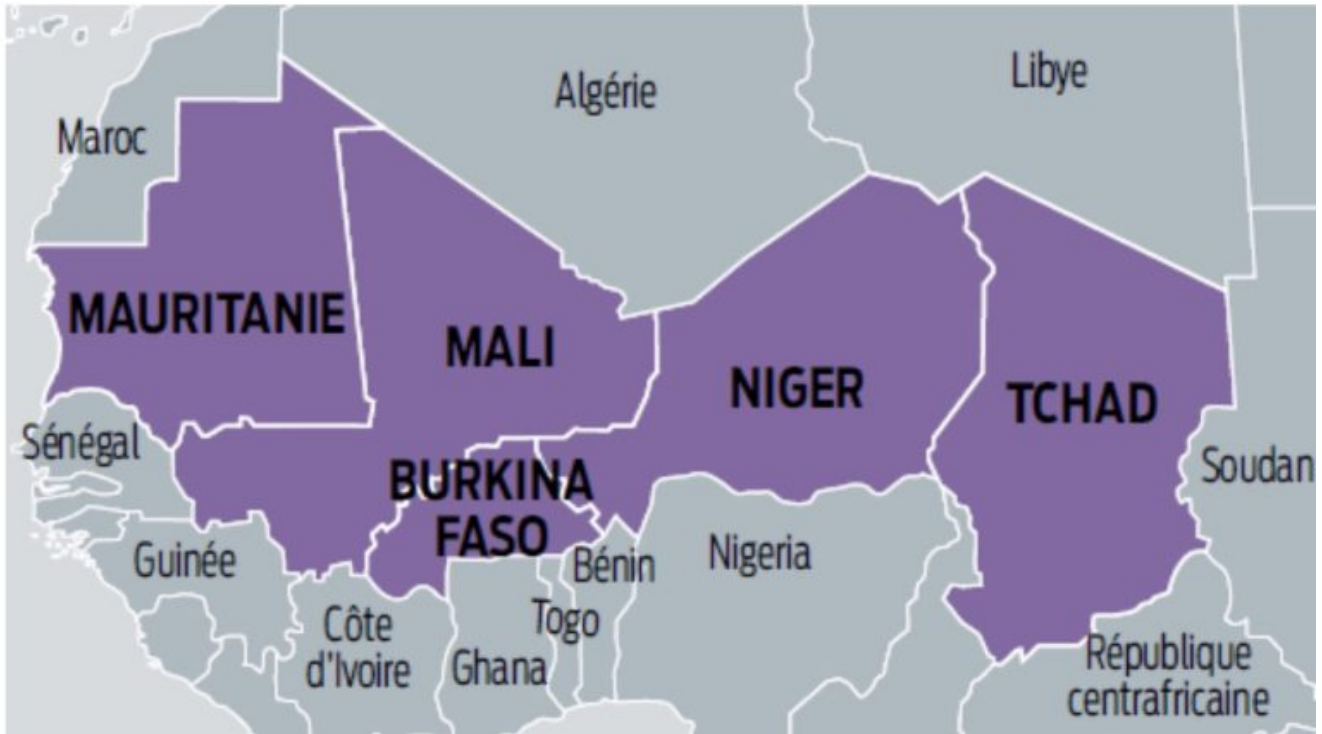 Algérie
Libye
Maroc
MAURITANIE
MALI
NIGER
TCHAD
Sénégal
Soudan
BURKINA
FASO
Guinée
Bénin
Nigeria
Togo
Côte
d'Ivoire
Ghana
République
centrafricaine